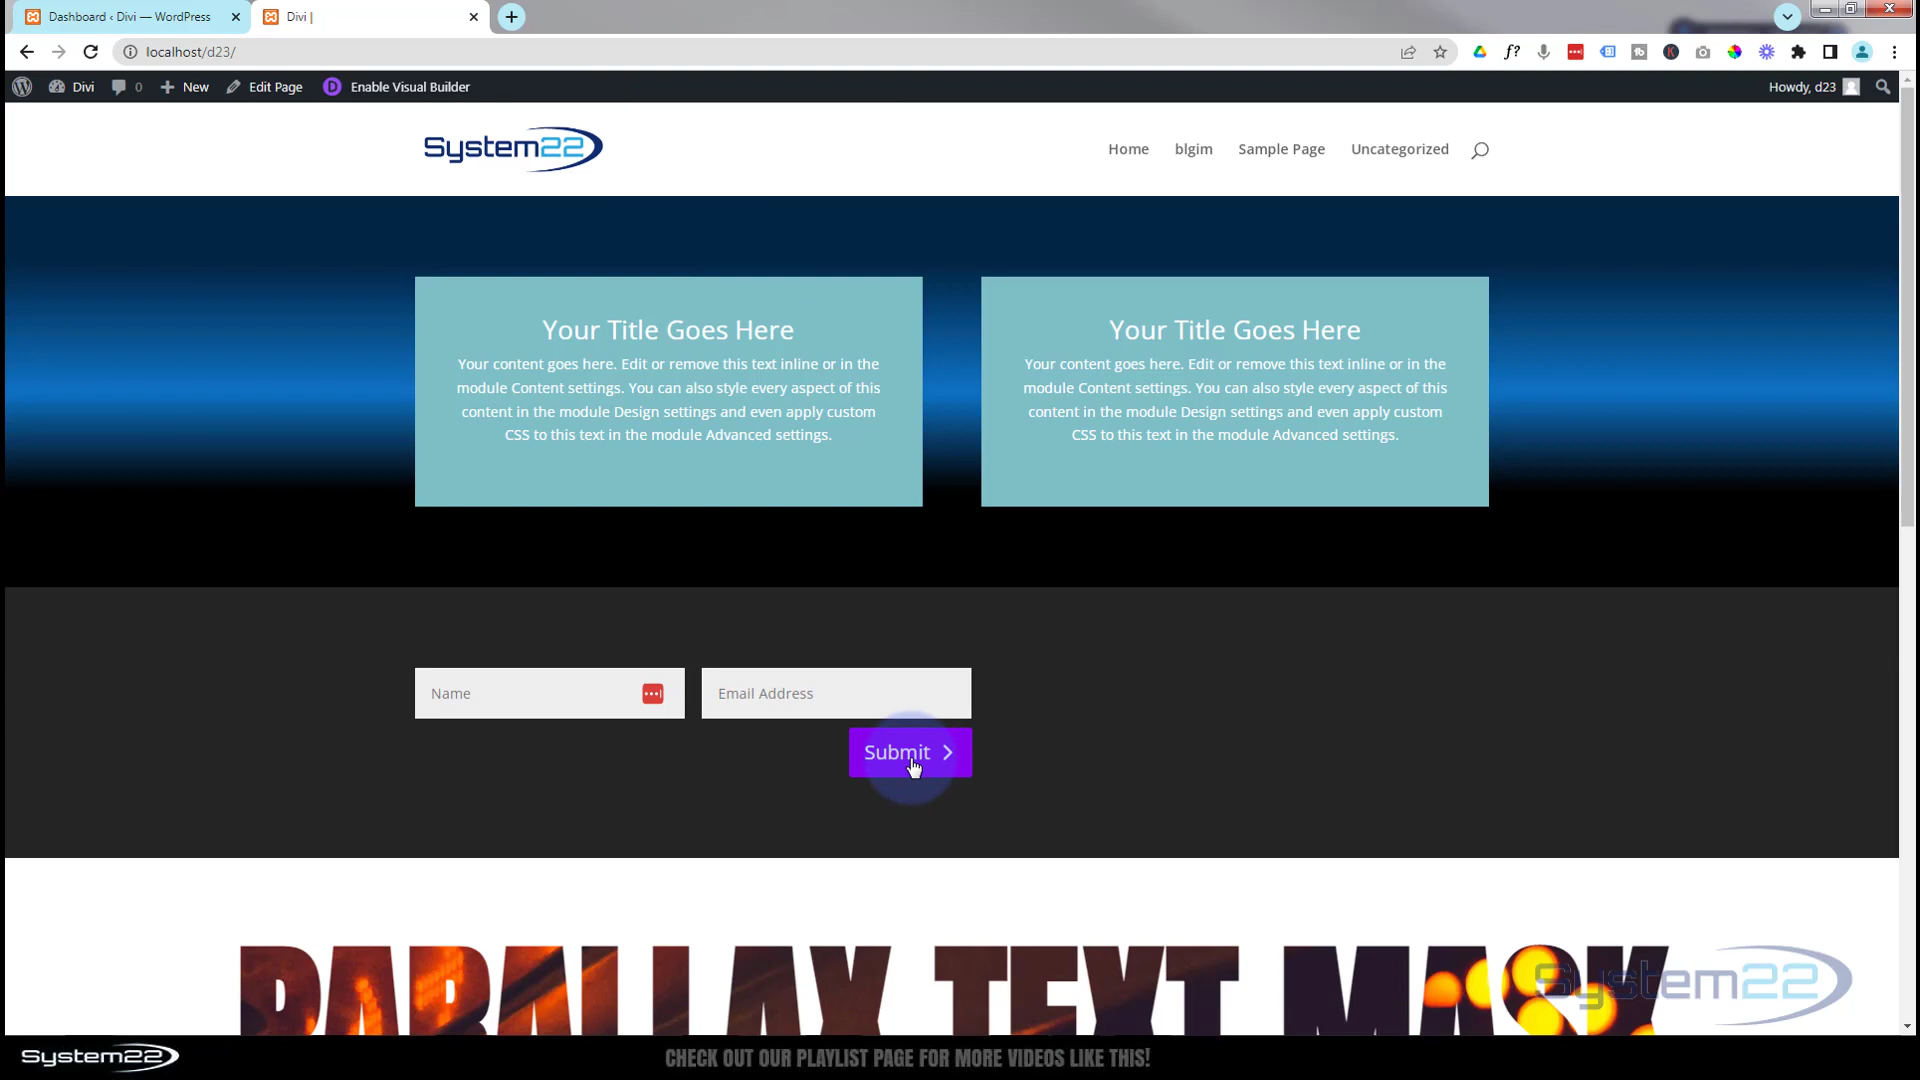 Dashboard ‹ Divi — WordPress
Divi |
localhost/d23/
Divi
0
New
Edit Page
Enable Visual Builder
Howdy, d23
System22
Home
blgim
Sample Page
Uncategorized
Your Title Goes Here
Your content goes here. Edit or remove this text inline or in the
module Content settings. You can also style every aspect of this
content in the module Design settings and even apply custom
CSS to this text in the module Advanced settings.
Your Title Goes Here
Your content goes here. Edit or remove this text inline or in the
module Content settings. You can also style every aspect of this
content in the module Design settings and even apply custom
CSS to this text in the module Advanced settings.
Name
Email Address
Submit
PARALLAX TEXT MASK
System22
System22
CHECK OUT OUR PLAYLIST PAGE FOR MORE VIDEOS LIKE THIS!